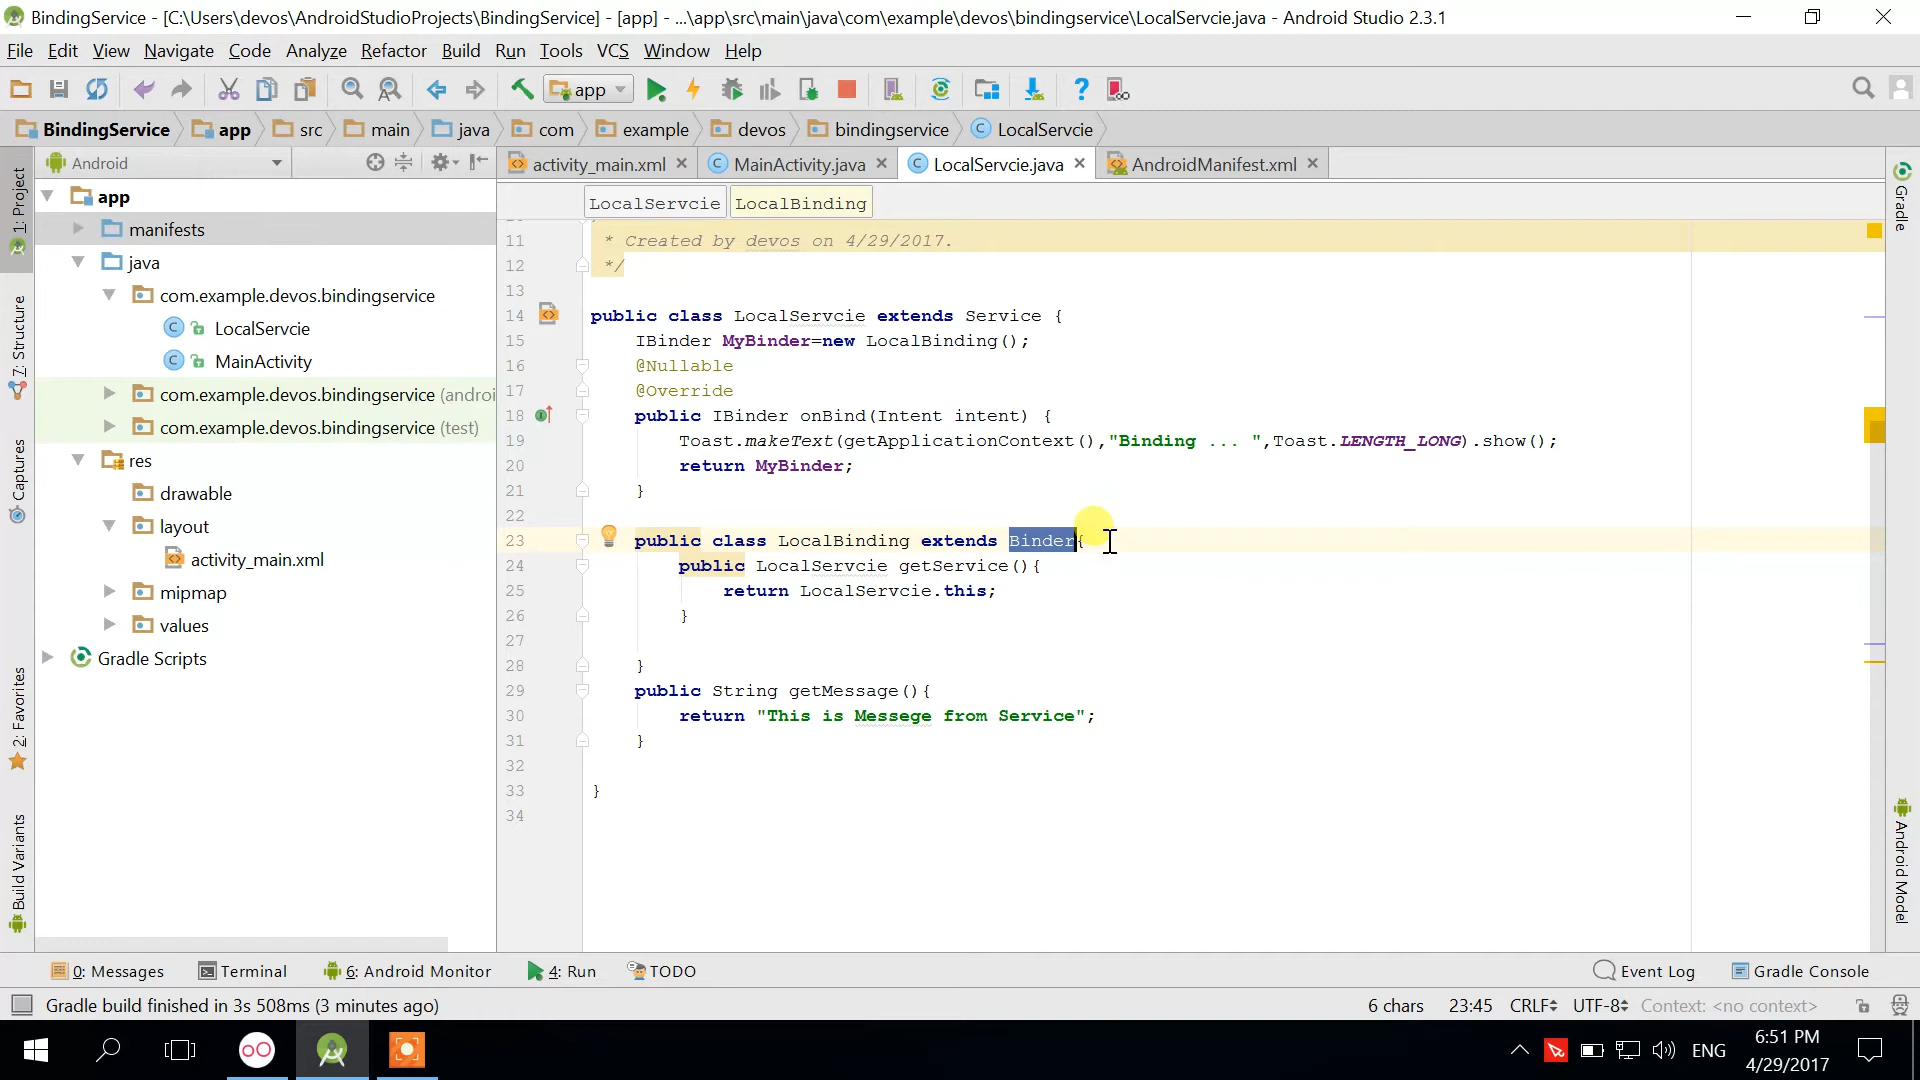 BindingService - [C:\Users\devos\AndroidStudioProjects\BindingService] - [app] - ...\app\src\main\java\com\example\devos\bindingservice\LocalServcie.java - Android Studio 2.3.1
File Edit View Navigate Code Analyze Refactor Build Run Tools VCS Window Help
app
BindingService app src main java com example devos bindingservice LocalServcie
Android
activity_main.xml MainActivity.java LocalServcie.java AndroidManifest.xml
LocalServcie LocalBinding
1: Project
7: Structure
Captures
2: Favorites
Build Variants
app
manifests
java
com.example.devos.bindingservice
LocalServcie
MainActivity
com.example.devos.bindingservice (androi
com.example.devos.bindingservice (test)
res
drawable
layout
activity_main.xml
mipmap
values
Gradle Scripts
11 * Created by devos on 4/29/2017.
12 */
13
14 public class LocalServcie extends Service {
15 IBinder MyBinder=new LocalBinding();
16 @Nullable
17 @Override
18 public IBinder onBind(Intent intent) {
19 Toast.makeText(getApplicationContext(),"Binding ... ",Toast.LENGTH_LONG).show();
20 return MyBinder;
21 }
22
23 public class LocalBinding extends Binder{
24 public LocalServcie getService(){
25 return LocalServcie.this;
26 }
27
28 }
29 public String getMessage(){
30 return "This is Messege from Service";
31 }
32
33 }
34
Gradle
Android Model
0: Messages Terminal 6: Android Monitor 4: Run TODO Event Log Gradle Console
Gradle build finished in 3s 508ms (3 minutes ago) 6 chars 23:45 CRLF UTF-8 Context: <no context>
ENG
6:51 PM
4/29/2017